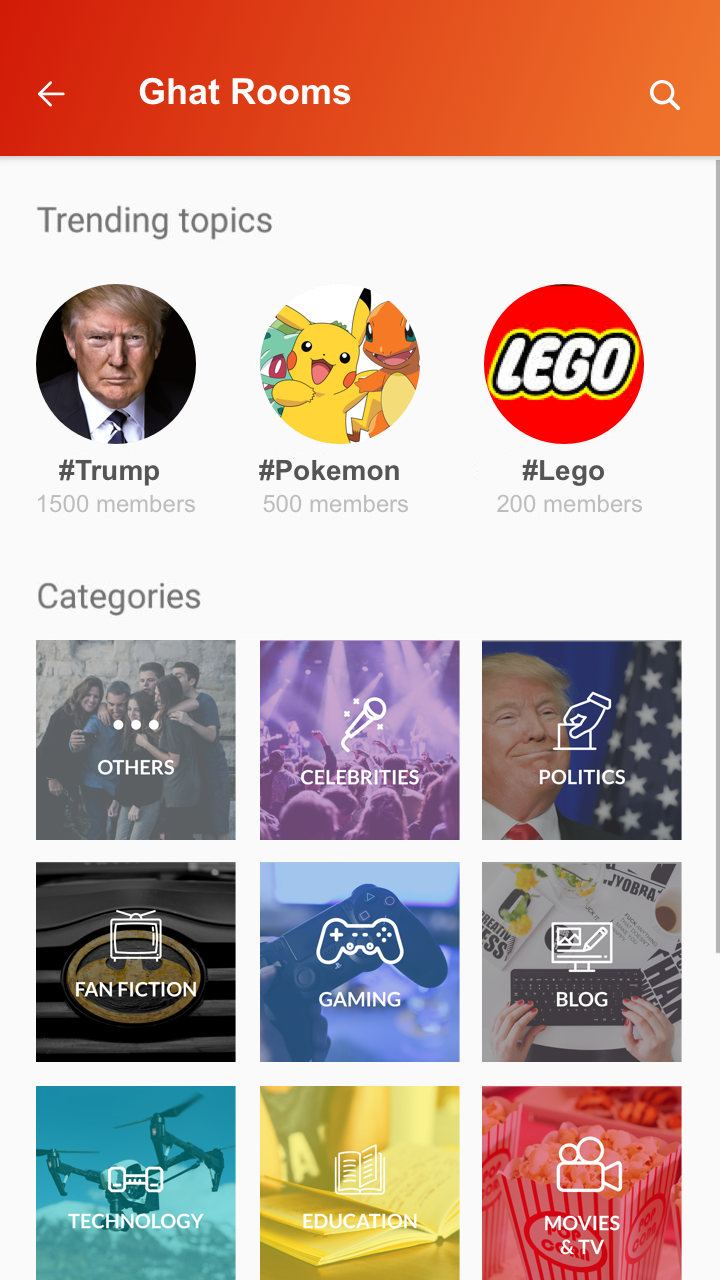 Ghat Rooms
Trending topics
LEGO
#Trump
#Pokemon
#Lego
1500 members
500 members
200 members
Categories
OTHERS
CELEBRITIES
POLITICS
FAN FICTION
GAMING
BLOG
TECHNOLOGY
EDUCATION
MOVIES
& TV